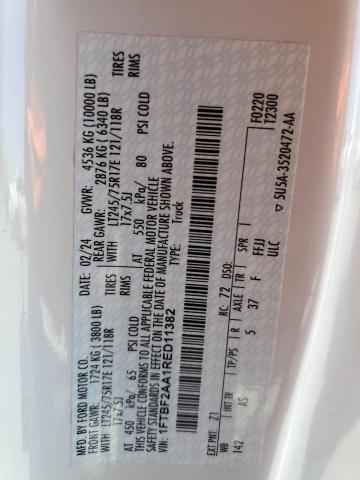 MFD. BY FORD MOTOR CO.
DATE: 02/24 GVWR: 4536 KG (10000 LB)
FRONT GAWR: 1724 KG (3800 LB) REAR GAWR: 2876 KG (6340 LB)
LT245/75R17E 121/118R WITH TIRES LT245/75R17E 121/118R TIRES
17x7.5J RIMS WITH 17x7.5J RIMS
AT 450 kPa/ 65 PSI COLD AT 550 kPa/ 80 PSI COLD
THIS VEHICLE CONFORMS TO ALL APPLICABLE FEDERAL MOTOR VEHICLE
SAFETY STANDARDS IN EFFECT ON THE DATE OF MANUFACTURE SHOWN ABOVE.
VIN: 1FTBF2AA1RED11382 TYPE: Truck
F0220
T2300
EXT PNT: Z1 RC: 72 DSO:
WB INT TR TP/PS R AXLE TR SPR
142 AS 5 37 F FFJJ
ULC
5U5A-3520472-AA